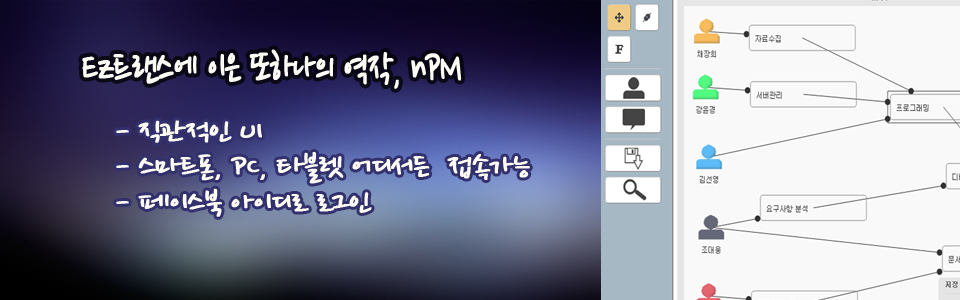 Ez트랜스에 이은 또하나의 역작, nPM
- 직관적인 UI
- 스마트폰, PC, 타블렛 어디서든 접속가능
- 페이스북 아이디로 로그인
F
채장희
자료수집
강윤경
서버관리
프로그래밍
김선영
요구사항 분석
조대웅
문서
저장